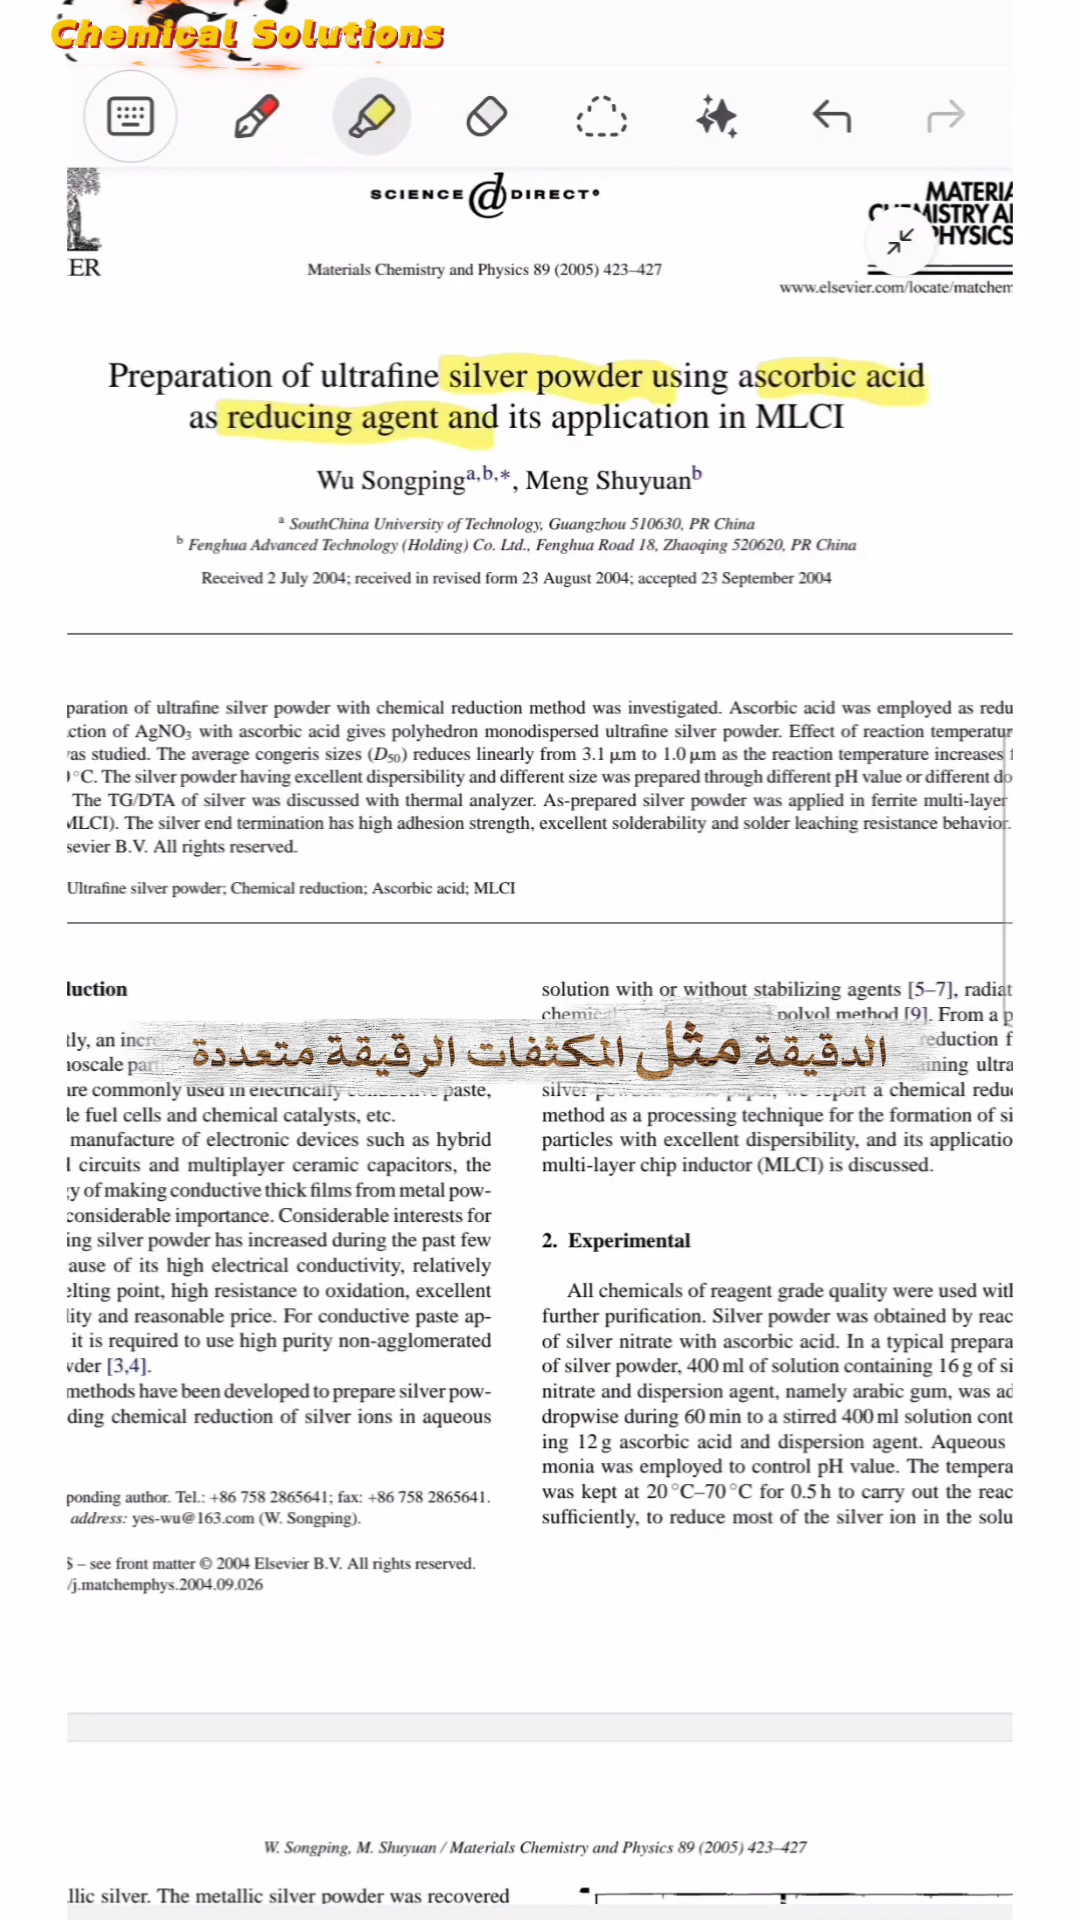 Chemical Solutions
SCIENCE DIRECT
MATERIA
MISTRY A
PHYSICS
ER
Materials Chemistry and Physics 89 (2005) 423–427
www.elsevier.com/locate/matchem
Preparation of ultrafine silver powder using ascorbic acid
as reducing agent and its application in MLCI
Wu Songping a,b,*, Meng Shuyuan b
a SouthChina University of Technology, Guangzhou 510630, PR China
b Fenghua Advanced Technology (Holding) Co. Ltd., Fenghua Road 18, Zhaoqing 520620, PR China
Received 2 July 2004; received in revised form 23 August 2004; accepted 23 September 2004
paration of ultrafine silver powder with chemical reduction method was investigated. Ascorbic acid was employed as redu
ction of AgNO3 with ascorbic acid gives polyhedron monodispersed ultrafine silver powder. Effect of reaction temperatur
as studied. The average congeris sizes (D50) reduces linearly from 3.1 μm to 1.0 μm as the reaction temperature increases
°C. The silver powder having excellent dispersibility and different size was prepared through different pH value or different do
The TG/DTA of silver was discussed with thermal analyzer. As-prepared silver powder was applied in ferrite multi-layer
MLCI). The silver end termination has high adhesion strength, excellent solderability and solder leaching resistance behavior.
sevier B.V. All rights reserved.
Ultrafine silver powder; Chemical reduction; Ascorbic acid; MLCI
luction
tly, an incr
noscale par
are commonly used in electrically conductive paste,
le fuel cells and chemical catalysts, etc.
manufacture of electronic devices such as hybrid
l circuits and multiplayer ceramic capacitors, the
y of making conductive thick films from metal pow-
considerable importance. Considerable interests for
ing silver powder has increased during the past few
ause of its high electrical conductivity, relatively
elting point, high resistance to oxidation, excellent
lity and reasonable price. For conductive paste ap-
it is required to use high purity non-agglomerated
vder [3,4].
methods have been developed to prepare silver pow-
ding chemical reduction of silver ions in aqueous
ponding author. Tel.: +86 758 2865641; fax: +86 758 2865641.
address: yes-wu@163.com (W. Songping).
$ – see front matter © 2004 Elsevier B.V. All rights reserved.
/j.matchemphys.2004.09.026
solution with or without stabilizing agents [5–7], radiat
chemic polyol method [9]. From a p
eduction f
ning ultra
الدقيقة مثل المكثفات الرقيقة متعددة
silver report a chemical reduc
method as a processing technique for the formation of si
particles with excellent dispersibility, and its applicatio
multi-layer chip inductor (MLCI) is discussed.
2. Experimental
All chemicals of reagent grade quality were used with
further purification. Silver powder was obtained by reac
of silver nitrate with ascorbic acid. In a typical prepara
of silver powder, 400 ml of solution containing 16 g of si
nitrate and dispersion agent, namely arabic gum, was ad
dropwise during 60 min to a stirred 400 ml solution cont
ing 12 g ascorbic acid and dispersion agent. Aqueous
monia was employed to control pH value. The tempera
was kept at 20 °C–70 °C for 0.5 h to carry out the reac
sufficiently, to reduce most of the silver ion in the solu
W. Songping, M. Shuyuan / Materials Chemistry and Physics 89 (2005) 423–427
llic silver. The metallic silver powder was recovered